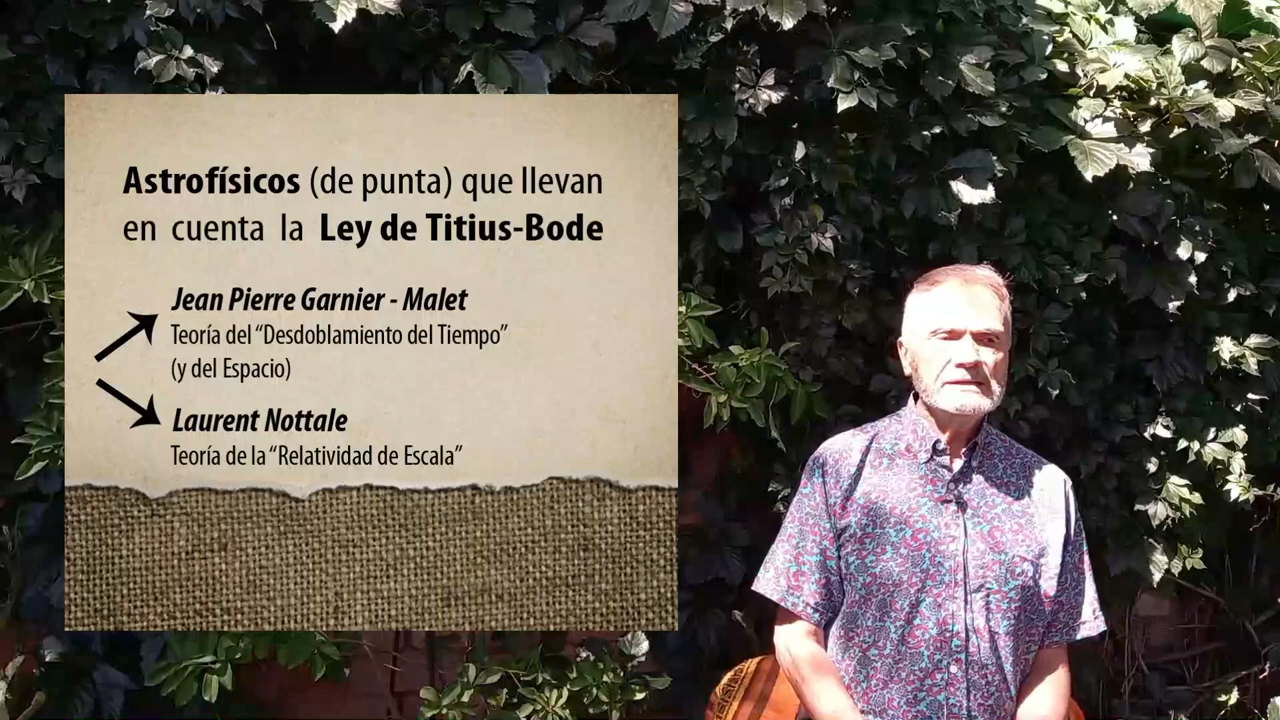 Astrofísicos (de punta) que llevan
en cuenta la Ley de Titius-Bode
Jean Pierre Garnier - Malet
Teoría del "Desdoblamiento del Tiempo"
(y del Espacio)
Laurent Nottale
Teoría de la "Relatividad de Escala"